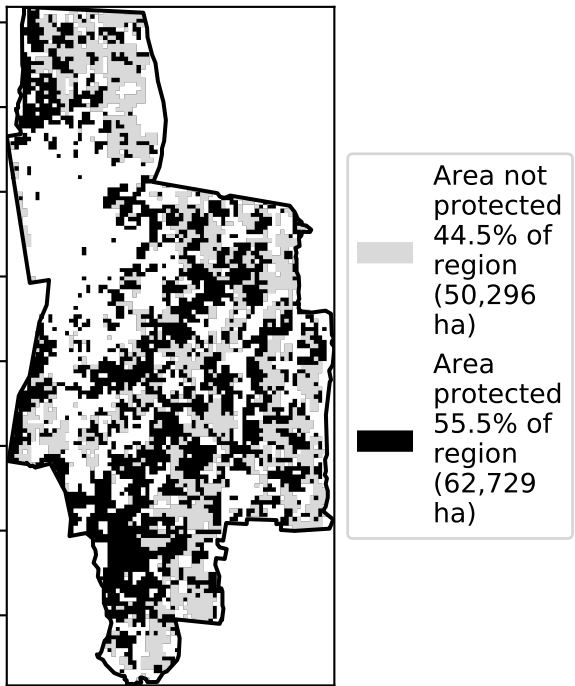 Area not
protected
44.5% of
region
(50,296
ha)
Area
protected
55.5% of
region
(62,729
ha)